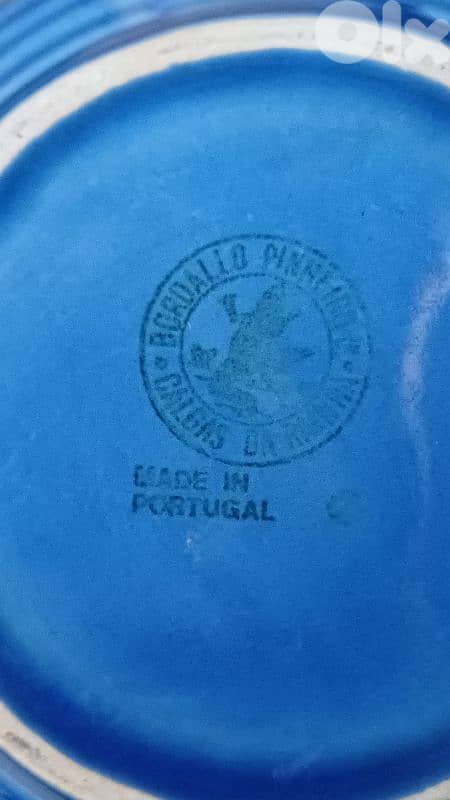 olx
BORDALLO PINHEIRO
CALDAS DA RAINHA
MADE IN
PORTUGAL